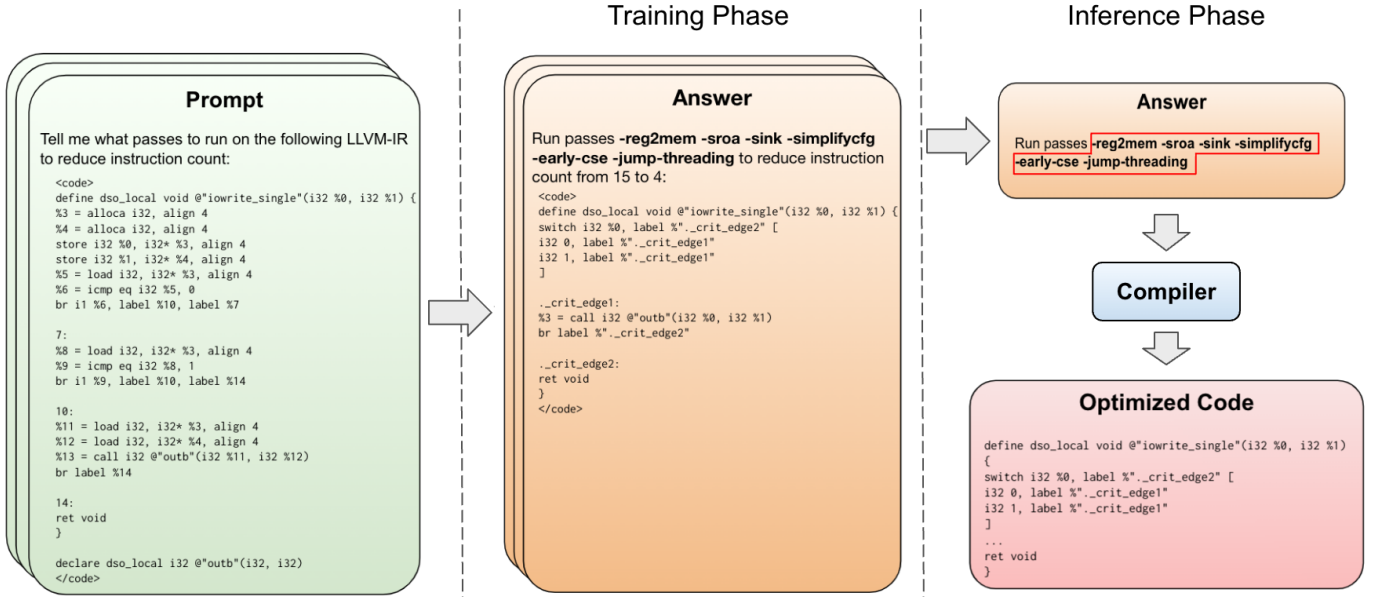 Training Phase
Inference Phase
Prompt
Tell me what passes to run on the following LLVM-IR
to reduce instruction count:
<code>
define dso_local void @"iowrite_single"(i32 %0, i32 %1) {
%3 = alloca i32, align 4
%4 = alloca i32, align 4
store i32 %0, i32* %3, align 4
store i32 %1, i32* %4, align 4
%5 = load i32, i32* %3, align 4
%6 = icmp eq i32 %5, 0
br i1 %6, label %10, label %7
7:
%8 = load i32, i32* %3, align 4
%9 = icmp eq i32 %8, 1
br i1 %9, label %10, label %14
10:
%11 = load i32, i32* %3, align 4
%12 = load i32, i32* %4, align 4
%13 = call i32 @"outb"(i32 %11, i32 %12)
br label %14
14:
ret void
}
declare dso_local i32 @"outb"(i32, i32)
</code>
Answer
Run passes -reg2mem -sroa -sink -simplifycfg
-early-cse -jump-threading to reduce instruction
count from 15 to 4:
<code>
define dso_local void @"iowrite_single"(i32 %0, i32 %1) {
switch i32 %0, label %"._crit_edge2" [
i32 0, label %"._crit_edge1"
i32 1, label %"._crit_edge1"
]
._crit_edge1:
%3 = call i32 @"outb"(i32 %0, i32 %1)
br label %"._crit_edge2"
._crit_edge2:
ret void
}
</code>
Answer
Run passes -reg2mem -sroa -sink -simplifycfg
-early-cse -jump-threading
Compiler
Optimized Code
define dso_local void @"iowrite_single"(i32 %0, i32 %1)
{
switch i32 %0, label %"._crit_edge2" [
i32 0, label %"._crit_edge1"
i32 1, label %"._crit_edge1"
]
...
ret void
}